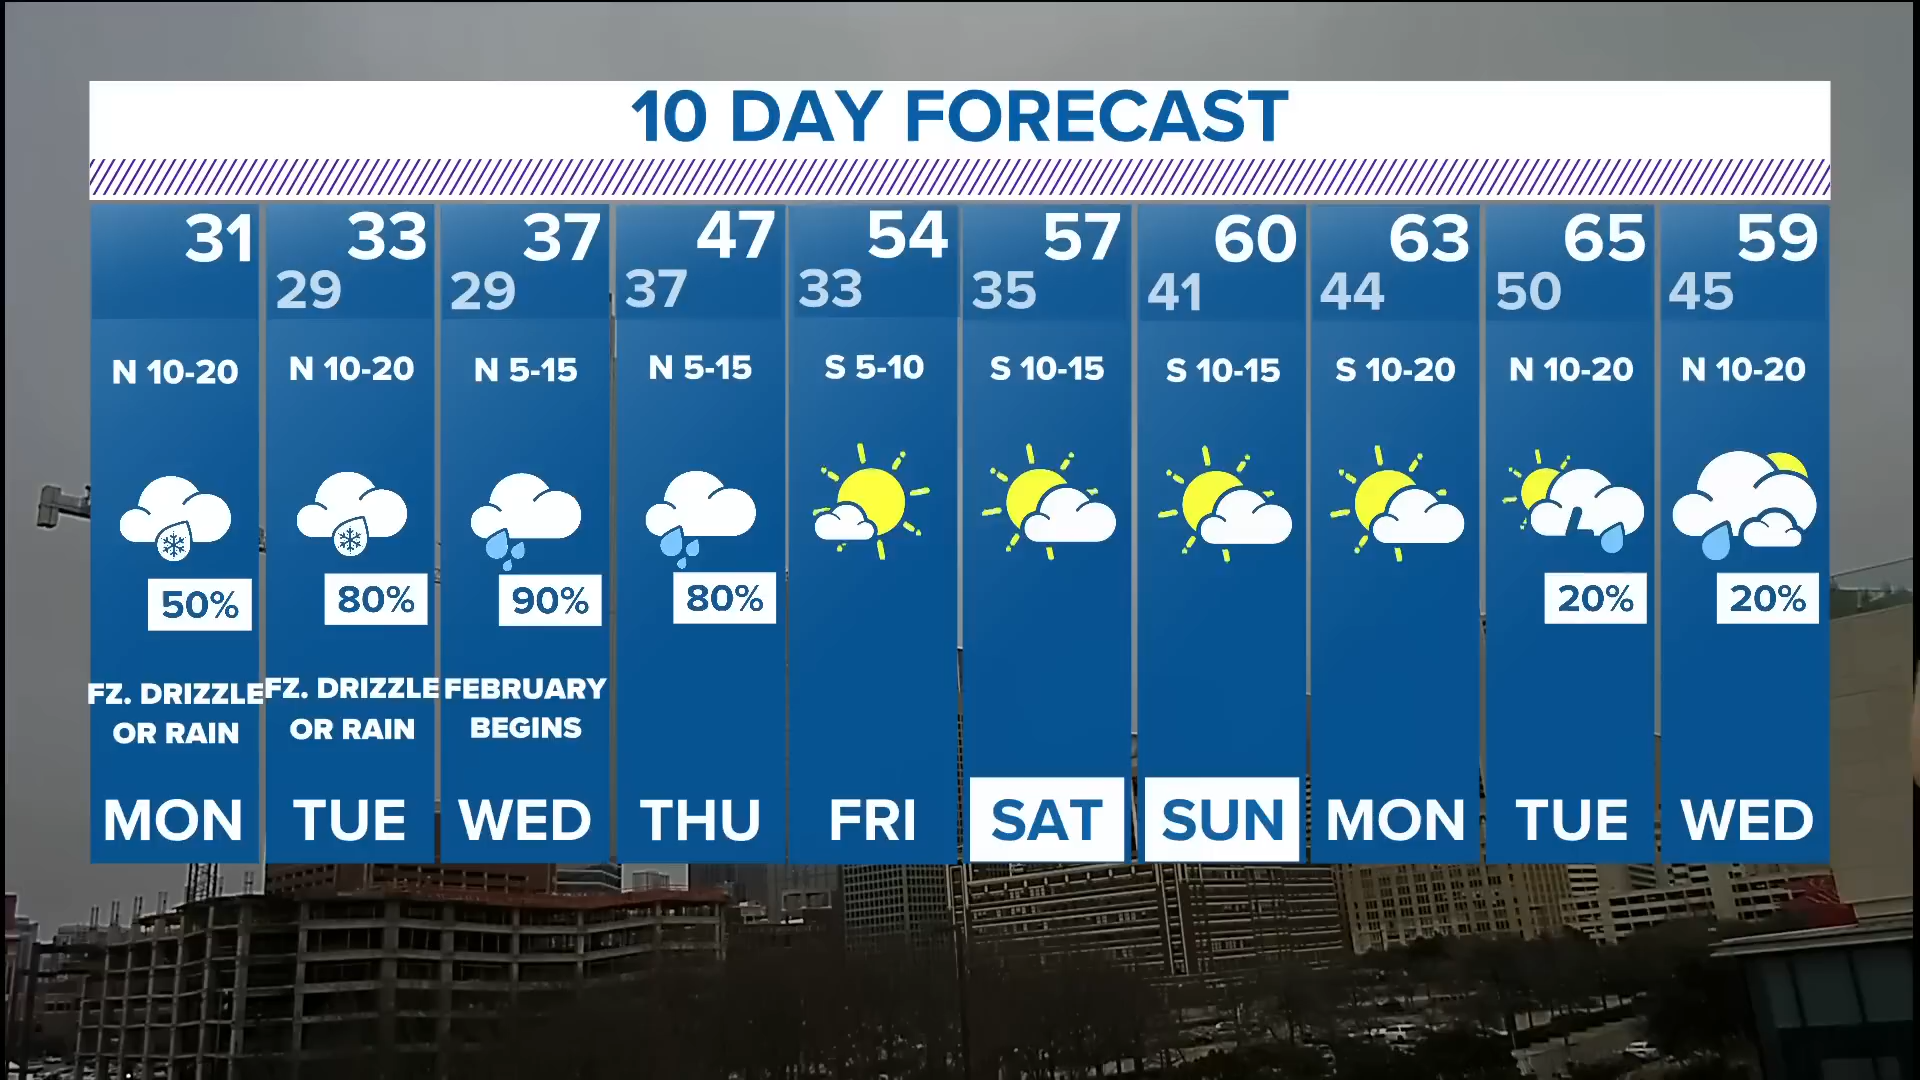 10 DAY FORECAST
31 33 37 47 54 57 60 63 65 59
29 29 37 33 35 41 44 50 45
N 10-20 N 10-20 N 5-15 N 5-15 S 5-10 S 10-15 S 10-15 S 10-20 N 10-20 N 10-20
50% 80% 90% 80% 20% 20%
FZ. DRIZZLE FZ. DRIZZLE FEBRUARY
OR RAIN OR RAIN BEGINS
MON TUE WED THU FRI SAT SUN MON TUE WED